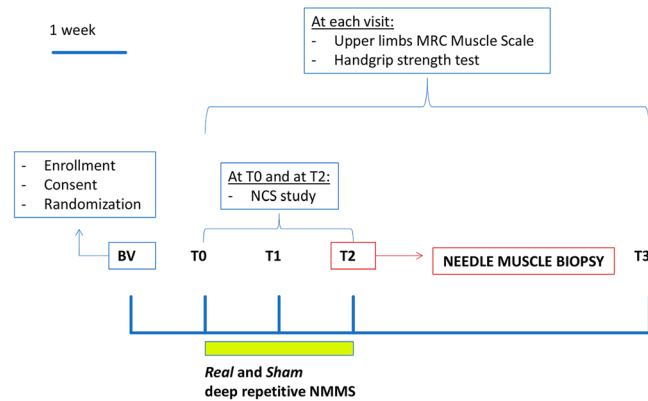 At each visit:
- Upper limbs MRC Muscle Scale
- Handgrip strength test
1 week
- Enrollment
- Consent
- Randomization
At T0 and at T2:
- NCS study
BV T0 T1 T2 NEEDLE MUSCLE BIOPSY T3
Real and Sham
deep repetitive NMMS